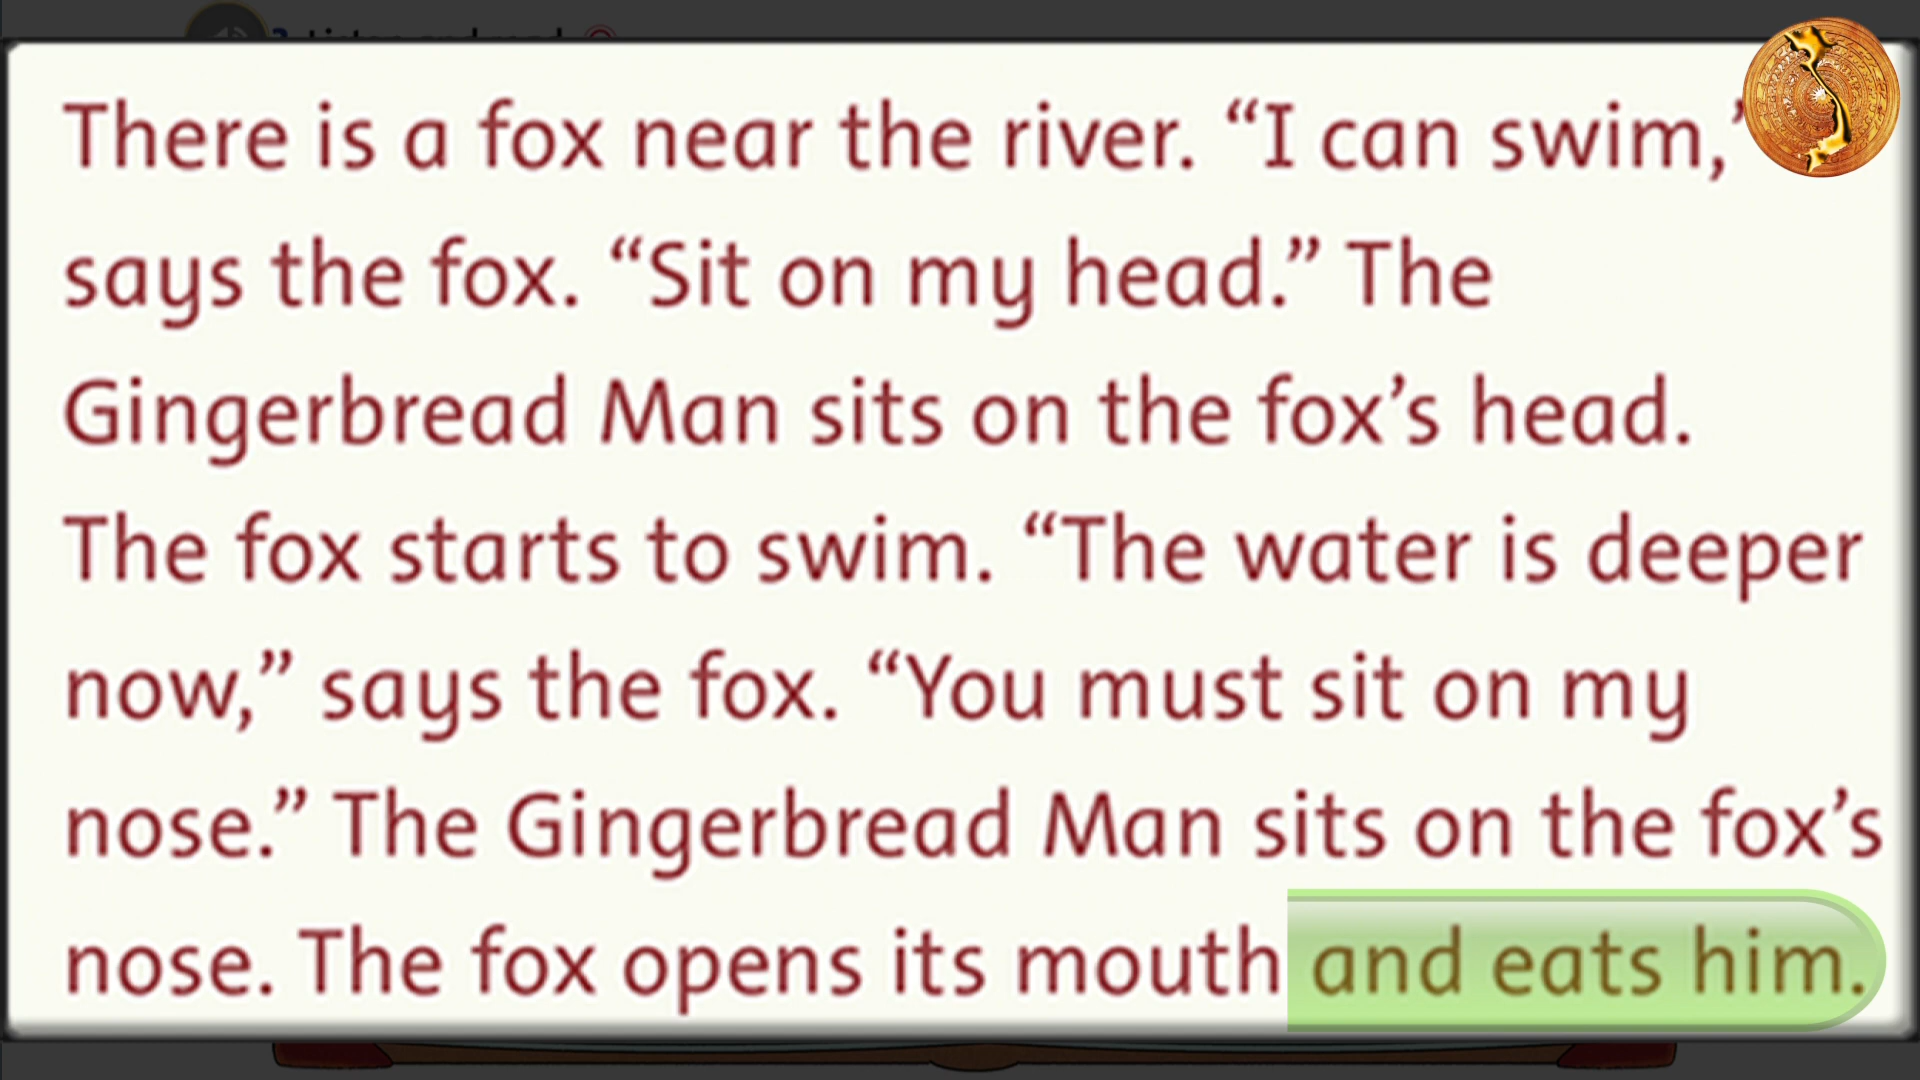 There is a fox near the river. “I can swim,”
says the fox. “Sit on my head.” The
Gingerbread Man sits on the fox’s head.
The fox starts to swim. “The water is deeper
now,” says the fox. “You must sit on my
nose.” The Gingerbread Man sits on the fox’s
nose. The fox opens its mouth and eats him.